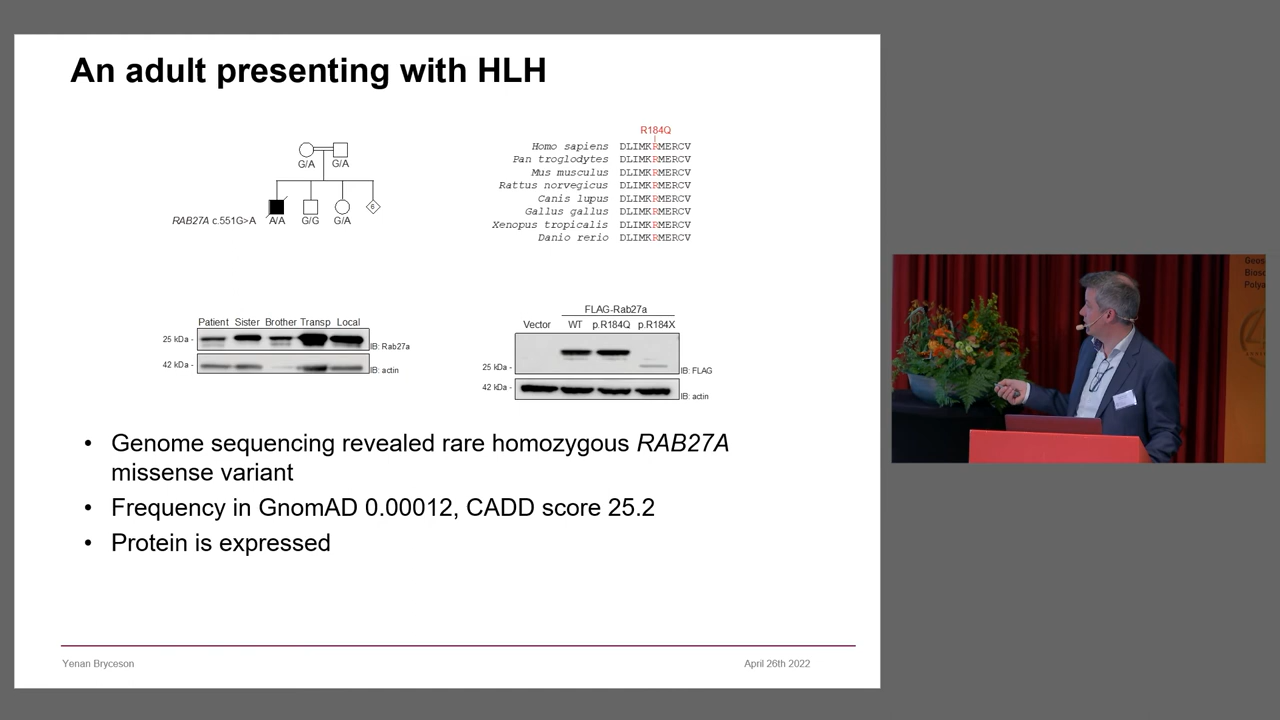 An adult presenting with HLH
G/A G/A
RAB27A c.551G>A A/A G/G G/A 6
R184Q
Homo sapiens DLIMKRMERCV
Pan troglodytes DLIMKRMERCV
Mus musculus DLIMKRMERCV
Rattus norvegicus DLIMKRMERCV
Canis lupus DLIMKRMERCV
Gallus gallus DLIMKRMERCV
Xenopus tropicalis DLIMKRMERCV
Danio rerio DLIMKRMERCV
Patient Sister Brother Transp Local
25 kDa - IB: Rab27a
42 kDa - IB: actin
FLAG-Rab27a
Vector WT p.R184Q p.R184X
25 kDa - IB: FLAG
42 kDa - IB: actin
• Genome sequencing revealed rare homozygous RAB27A
missense variant
• Frequency in GnomAD 0.00012, CADD score 25.2
• Protein is expressed
Yenan Bryceson April 26th 2022
Geos
Biosc
Polya